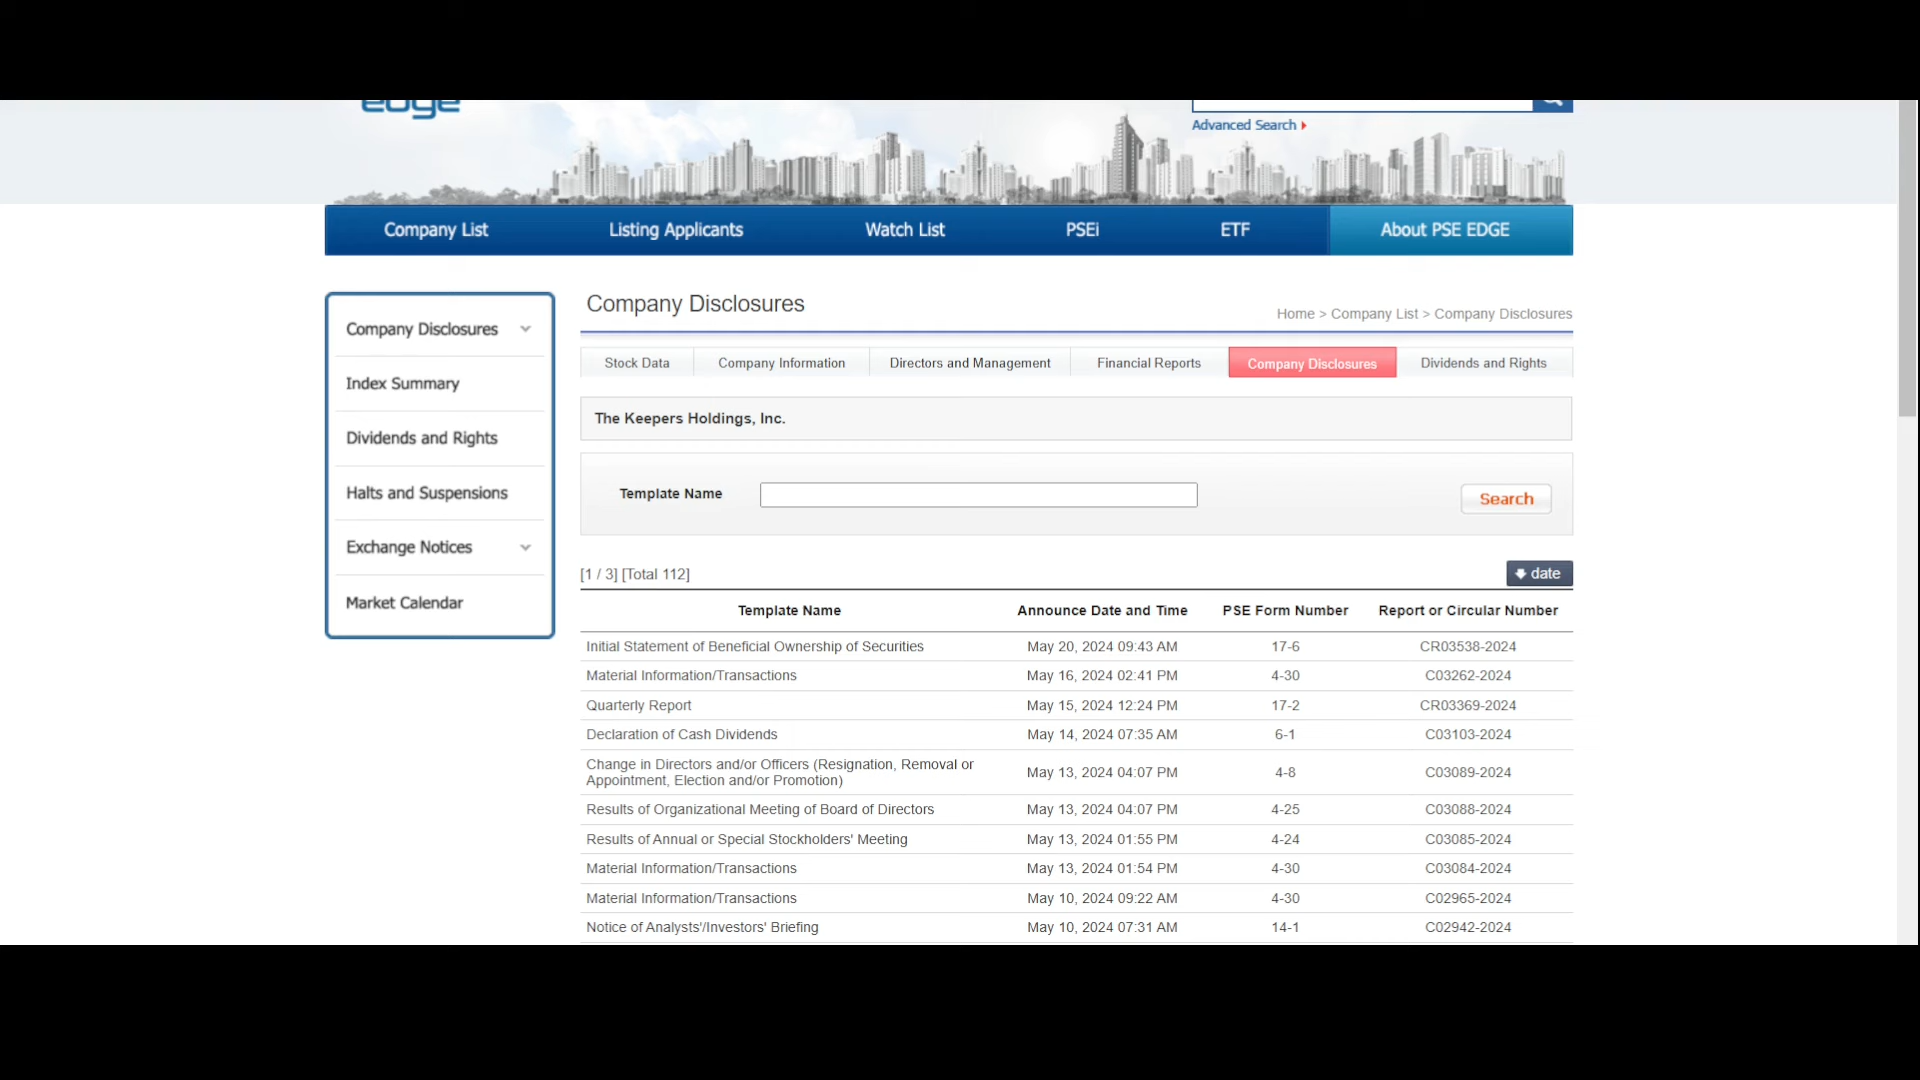 edge
Advanced Search
Company List Listing Applicants Watch List PSEi ETF About PSE EDGE
Company Disclosures
Index Summary
Dividends and Rights
Halts and Suspensions
Exchange Notices
Market Calendar
Company Disclosures
Home > Company List > Company Disclosures
Stock Data Company Information Directors and Management Financial Reports Company Disclosures Dividends and Rights
The Keepers Holdings, Inc.
Template Name Search
[1 / 3] [Total 112] date
Template Name Announce Date and Time PSE Form Number Report or Circular Number
Initial Statement of Beneficial Ownership of Securities May 20, 2024 09:43 AM 17-6 CR03538-2024
Material Information/Transactions May 16, 2024 02:41 PM 4-30 C03262-2024
Quarterly Report May 15, 2024 12:24 PM 17-2 CR03369-2024
Declaration of Cash Dividends May 14, 2024 07:35 AM 6-1 C03103-2024
Change in Directors and/or Officers (Resignation, Removal or
Appointment, Election and/or Promotion) May 13, 2024 04:07 PM 4-8 C03089-2024
Results of Organizational Meeting of Board of Directors May 13, 2024 04:07 PM 4-25 C03088-2024
Results of Annual or Special Stockholders' Meeting May 13, 2024 01:55 PM 4-24 C03085-2024
Material Information/Transactions May 13, 2024 01:54 PM 4-30 C03084-2024
Material Information/Transactions May 10, 2024 09:22 AM 4-30 C02965-2024
Notice of Analysts'/Investors' Briefing May 10, 2024 07:31 AM 14-1 C02942-2024